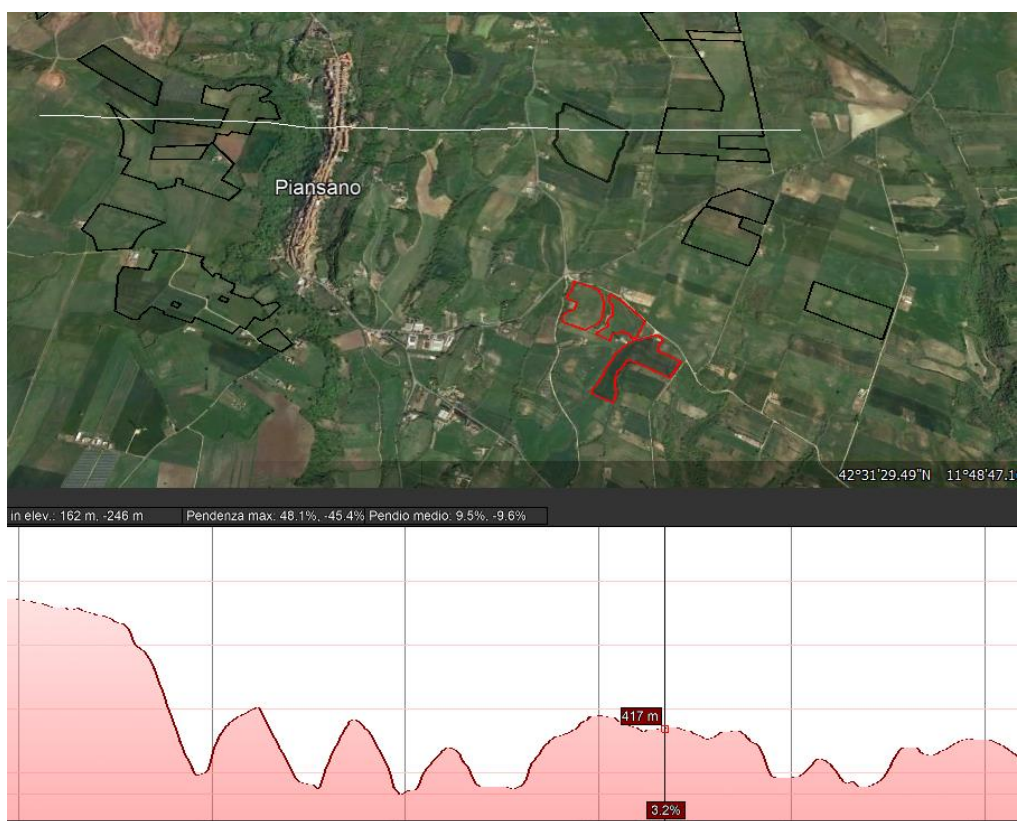 Piansano
42°31'29.49"N 11°48'47.1
in elev.: 162 m, -246 m Pendenza max: 48.1%, -45.4% Pendio medio: 9.5%, -9.6%
417 m
3.2%